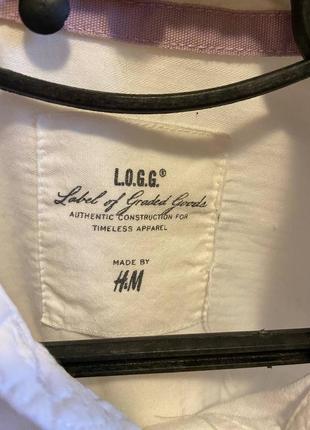 L.O.G.G.®
Label of Graded Goods
AUTHENTIC CONSTRUCTION FOR
TIMELESS APPAREL
MADE BY
H&M